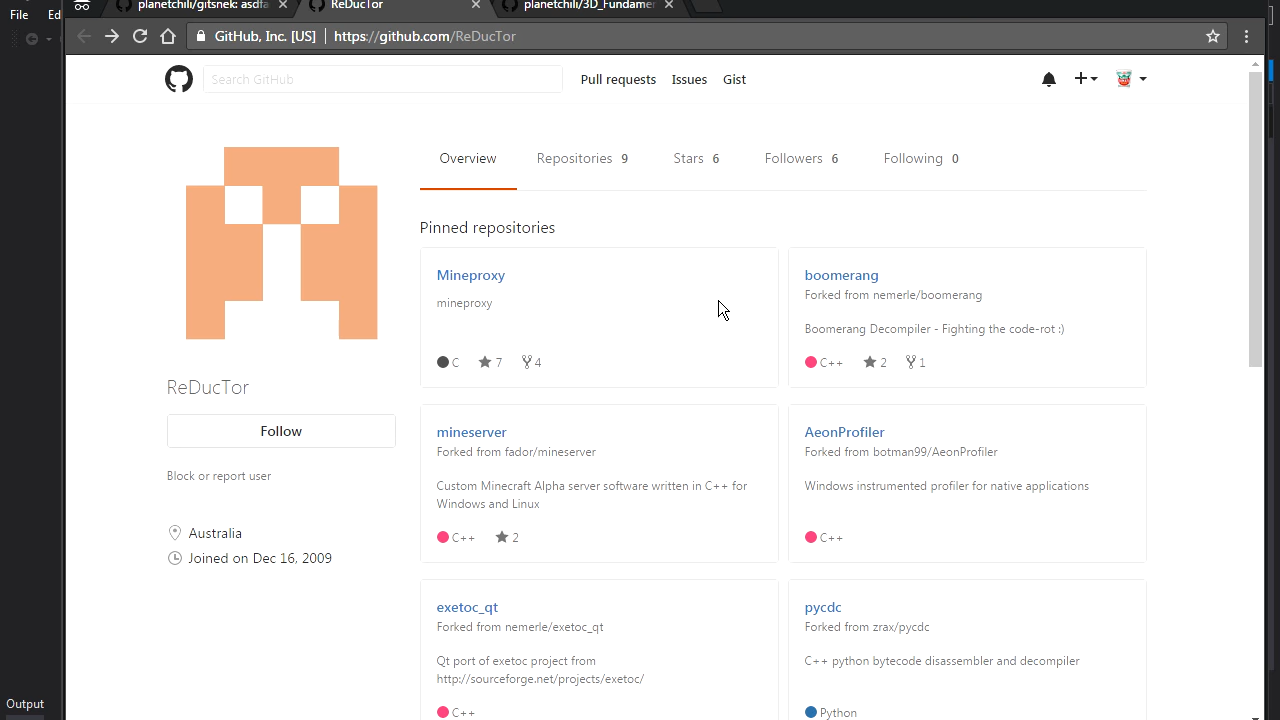 File Ed
planetchili/gitsnek: asdfa
ReDucTor
planetchili/3D_Fundamen
GitHub, Inc. [US] | https://github.com/ReDucTor
Search GitHub
Pull requests Issues Gist
Overview Repositories 9 Stars 6 Followers 6 Following 0
Pinned repositories
Mineproxy
mineproxy
C 7 4
boomerang
Forked from nemerle/boomerang
Boomerang Decompiler - Fighting the code-rot :)
C++ 2 1
ReDucTor
Follow
Block or report user
Australia
Joined on Dec 16, 2009
mineserver
Forked from fador/mineserver
Custom Minecraft Alpha server software written in C++ for
Windows and Linux
C++ 2
AeonProfiler
Forked from botman99/AeonProfiler
Windows instrumented profiler for native applications
C++
exetoc_qt
Forked from nemerle/exetoc_qt
Qt port of exetoc project from
http://sourceforge.net/projects/exetoc/
C++
pycdc
Forked from zrax/pycdc
C++ python bytecode disassembler and decompiler
Python
Output